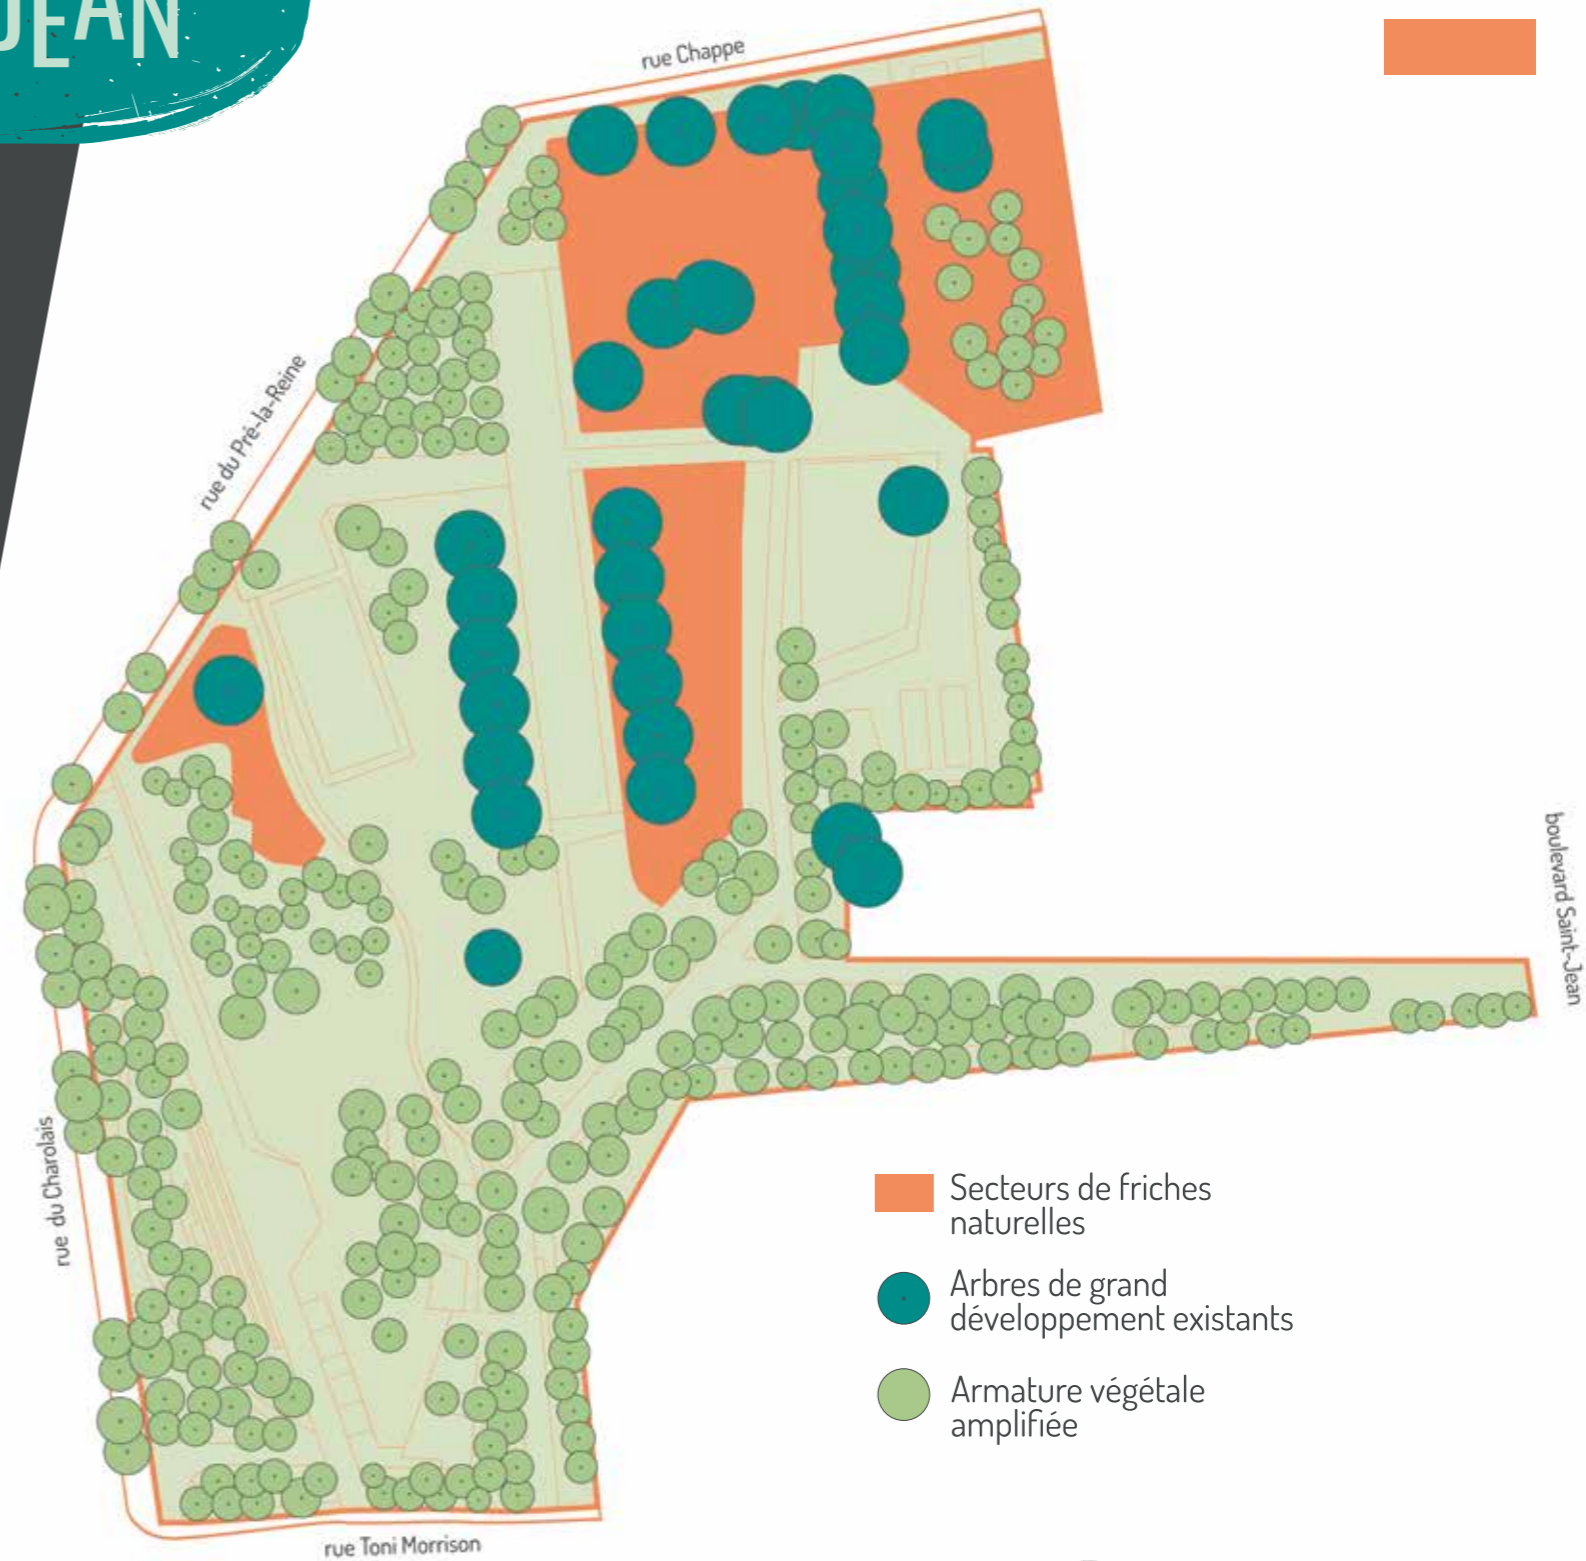 JEAN
rue Chappe
rue du Pré-la-Reine
boulevard Saint-Jean
rue du Charolais
Secteurs de friches
naturelles
Arbres de grand
développement existants
Armature végétale
amplifiée
rue Toni Morrison